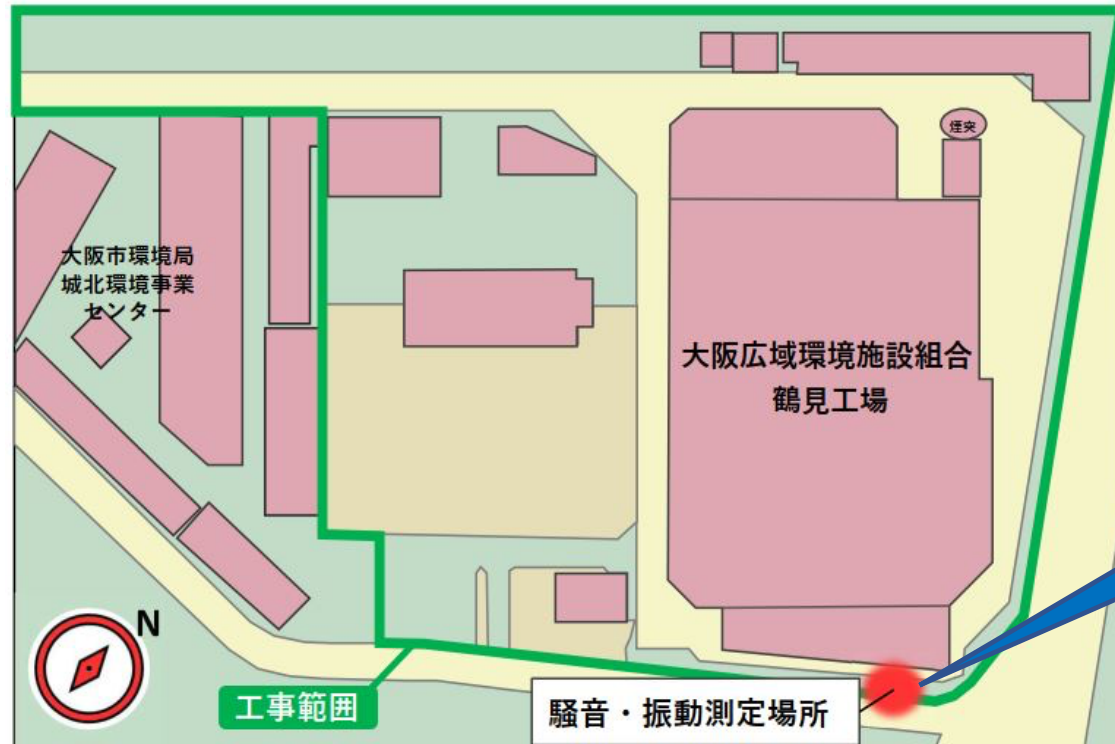 煙突
大阪市環境局
城北環境事業
センター
大阪広域環境施設組合
鶴見工場
N
工事範囲
騒音・振動測定場所